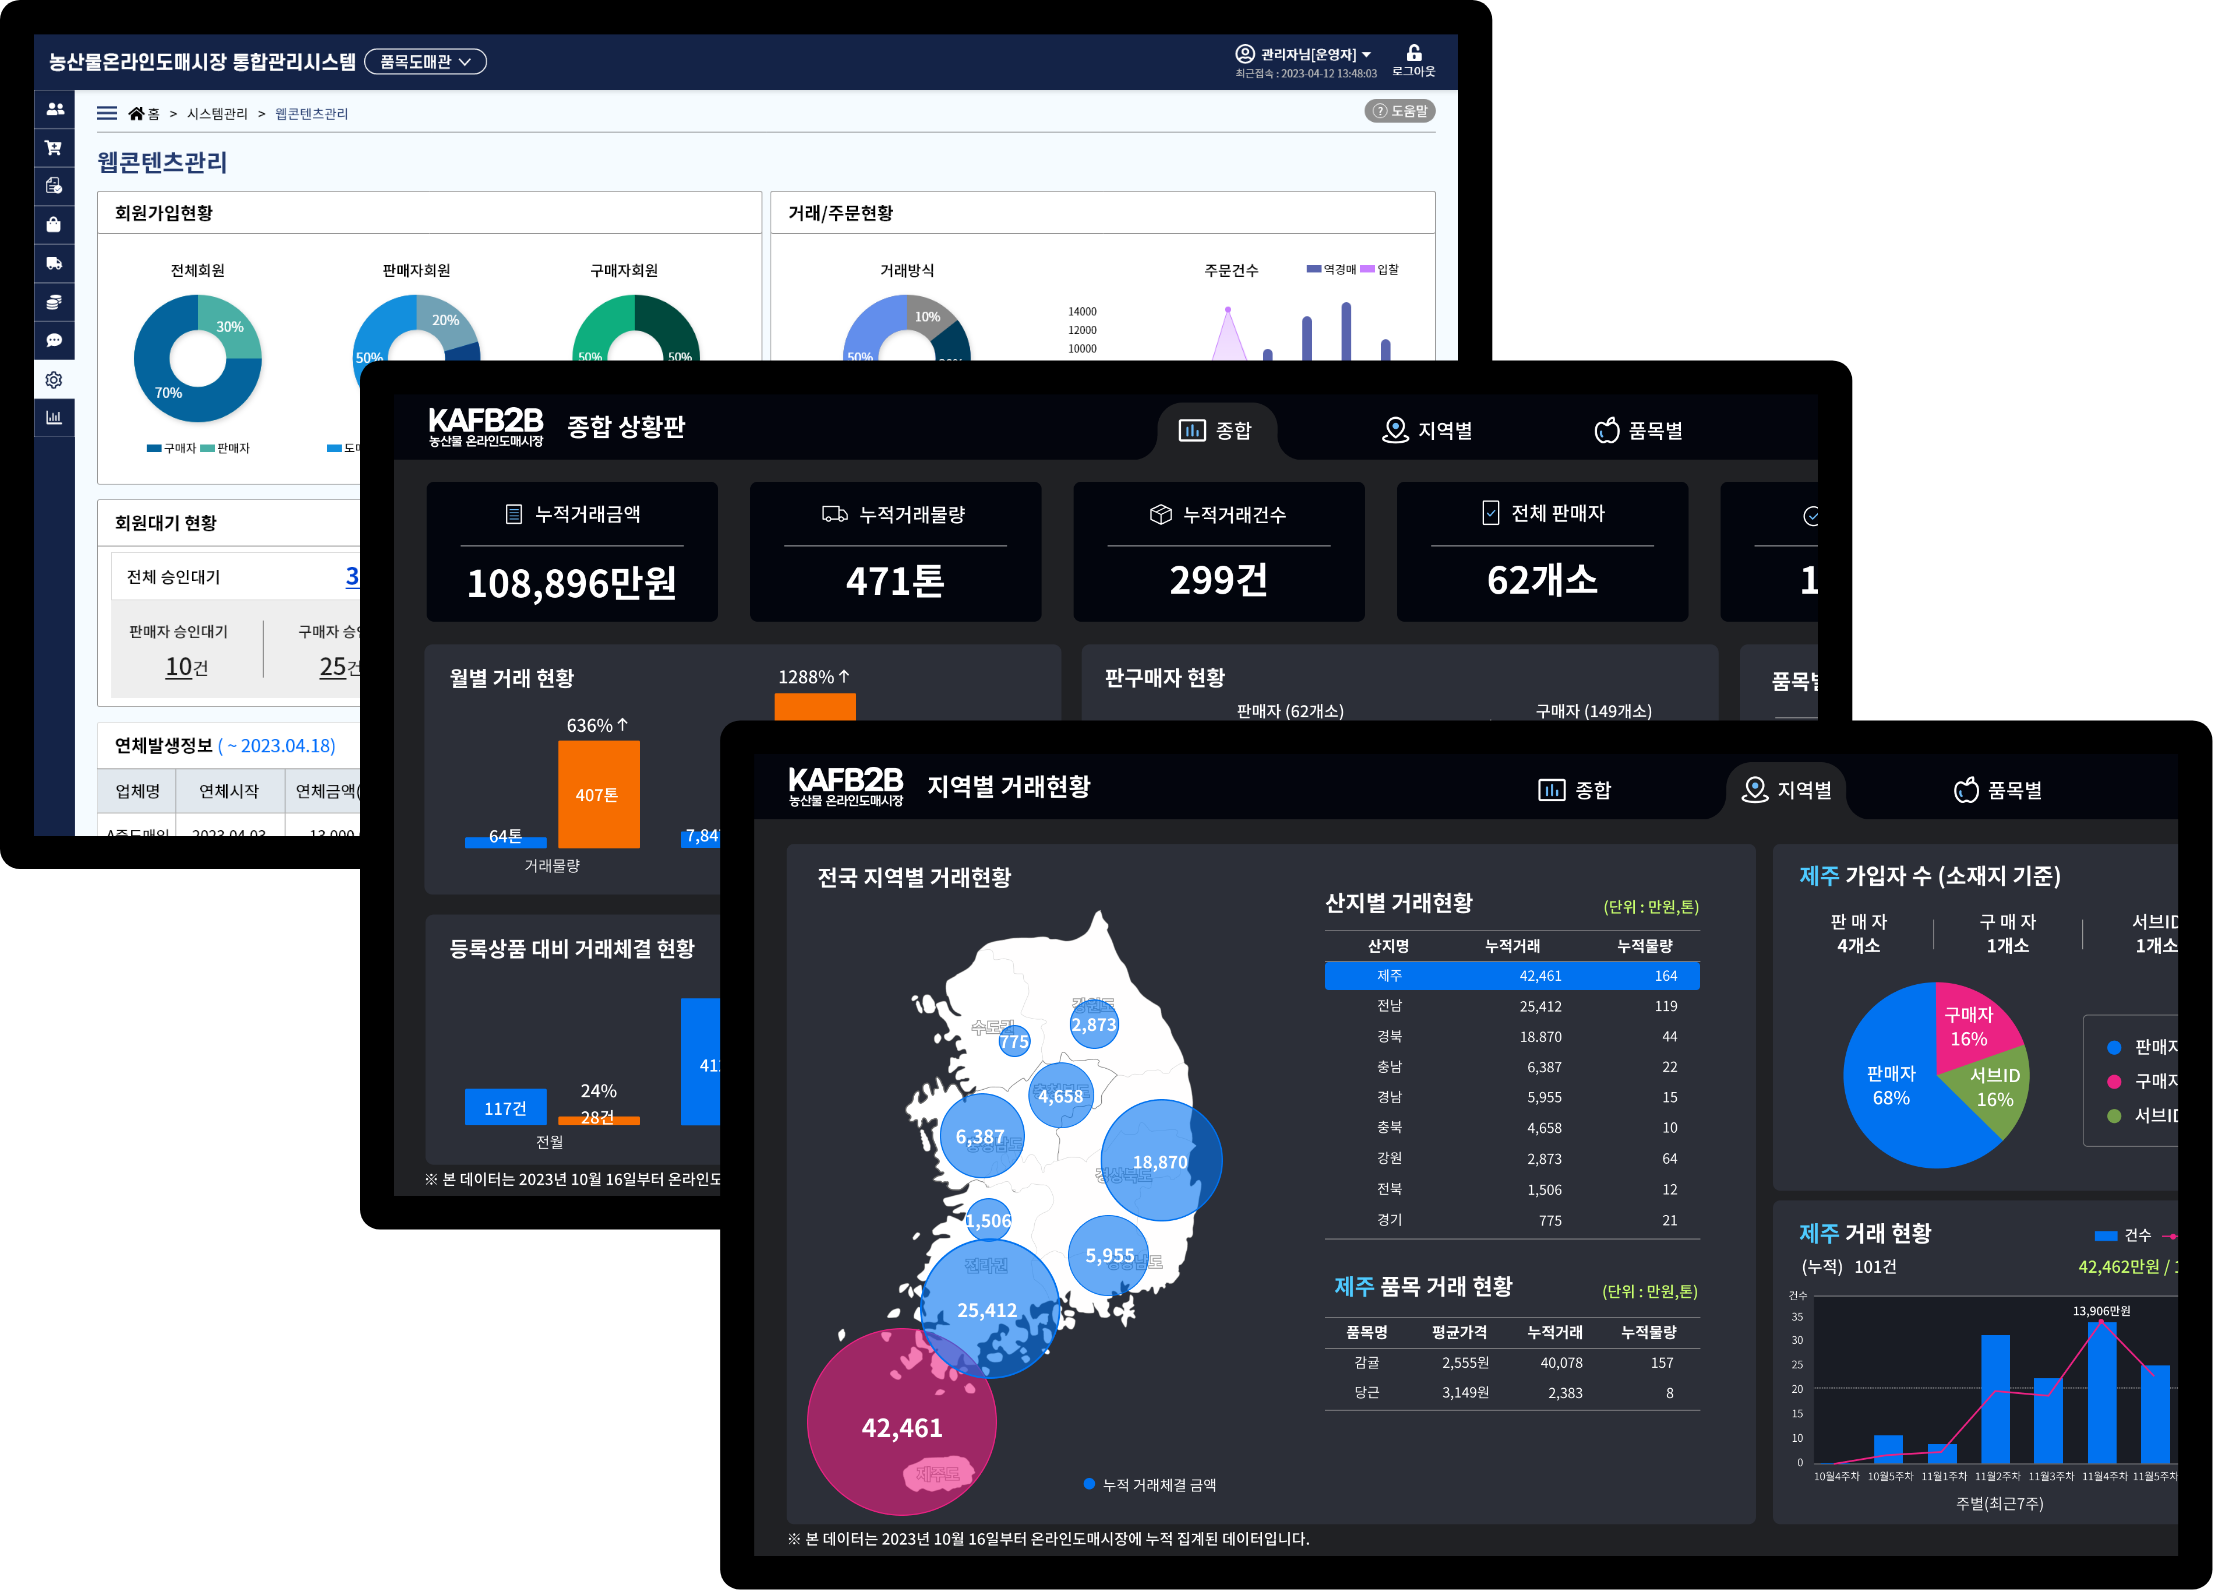 농산물온라인도매시장 통합관리시스템 품목도매관
관리자님[운영자]
최근접속 : 2023-04-12 13:48:03
로그아웃
홈 > 시스템관리 > 웹콘텐츠관리
? 도움말
웹콘텐츠관리
회원가입현황
전체회원
30%
70%
구매자 판매자
판매자회원
20%
50%
구매자회원
50%
50%
거래/주문현황
거래방식
10%
50%
주문건수
역경매 입찰
14000
12000
10000
회원대기 현황
전체 승인대기
3
판매자 승인대기
10건
구매자
25
연체발생정보 ( ~ 2023.04.18)
업체명 연체시작 연체금액(
KAFB2B
농산물 온라인도매시장
종합 상황판
종합
지역별
품목별
누적거래금액
108,896만원
누적거래물량
471톤
누적거래건수
299건
전체 판매자
62개소
1
월별 거래 현황
1288%↑
636%↑
407톤
64톤
7,84
거래물량
판구매자 현황
판매자 (62개소)
구매자 (149개소)
등록상품 대비 거래체결 현황
24%
117건
28건
41
전월
※ 본 데이터는 2023년 10월 16일부터 온라인도
KAFB2B
농산물 온라인도매시장
지역별 거래현황
종합
지역별
품목별
전국 지역별 거래현황
강원도
2,873
수도권
775
4,658
6,387
18,870
경상북도
1,506
5,955
전라권
25,412
42,461
제주도
누적 거래체결 금액
산지별 거래현황
(단위 : 만원,톤)
산지명 누적거래 누적물량
제주 42,461 164
전남 25,412 119
경북 18.870 44
충남 6,387 22
경남 5,955 15
충북 4,658 10
강원 2,873 64
전북 1,506 12
경기 775 21
제주 품목 거래 현황
(단위 : 만원,톤)
품목명 평균가격 누적거래 누적물량
감귤 2,555원 40,078 157
당근 3,149원 2,383 8
※ 본 데이터는 2023년 10월 16일부터 온라인도매시장에 누적 집계된 데이터입니다.
제주 가입자 수 (소재지 기준)
판 매 자
4개소
구 매 자
1개소
서브ID
1개소
구매자
16%
서브ID
16%
판매자
68%
판매자
구매자
서브ID
제주 거래 현황
건수
(누적) 101건
42,462만원 / 1
건수
35
30
25
20
15
10
0
13,906만원
10월4주차 10월5주차 11월1주차 11월2주차 11월3주차 11월4주차 11월5주차
주별(최근7주)